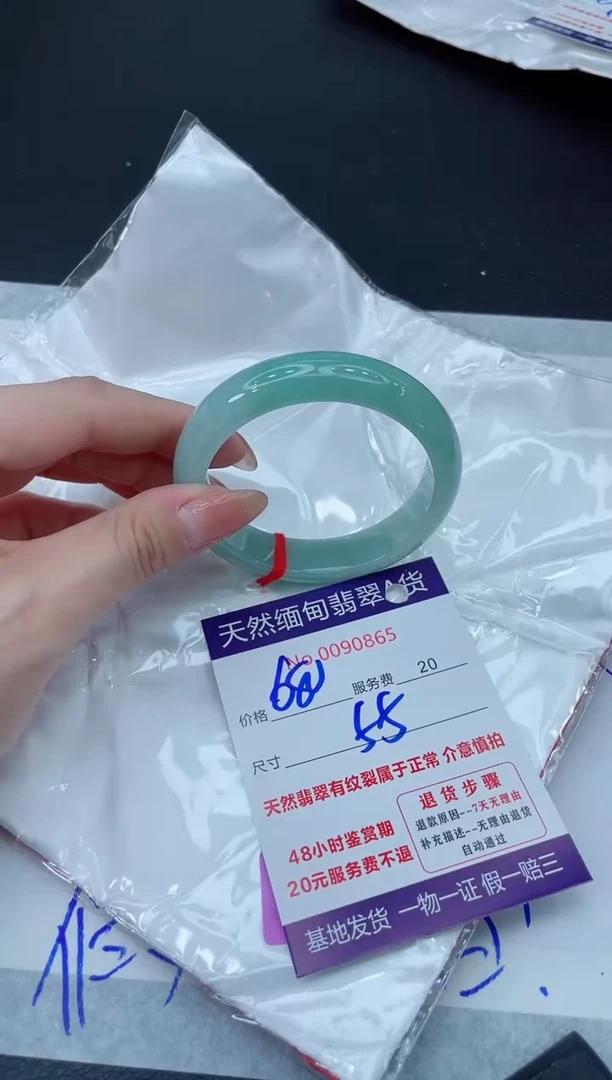 天然缅甸翡翠A货
No.0090865
价格 服务费 20
尺寸 55
天然翡翠有纹裂属于正常 介意慎拍
48小时鉴赏期
20元服务费不退
退货步骤
退款原因--7天无理由
补充描述--无理由退货
自动通过
基地发货 一物一证 假一赔三